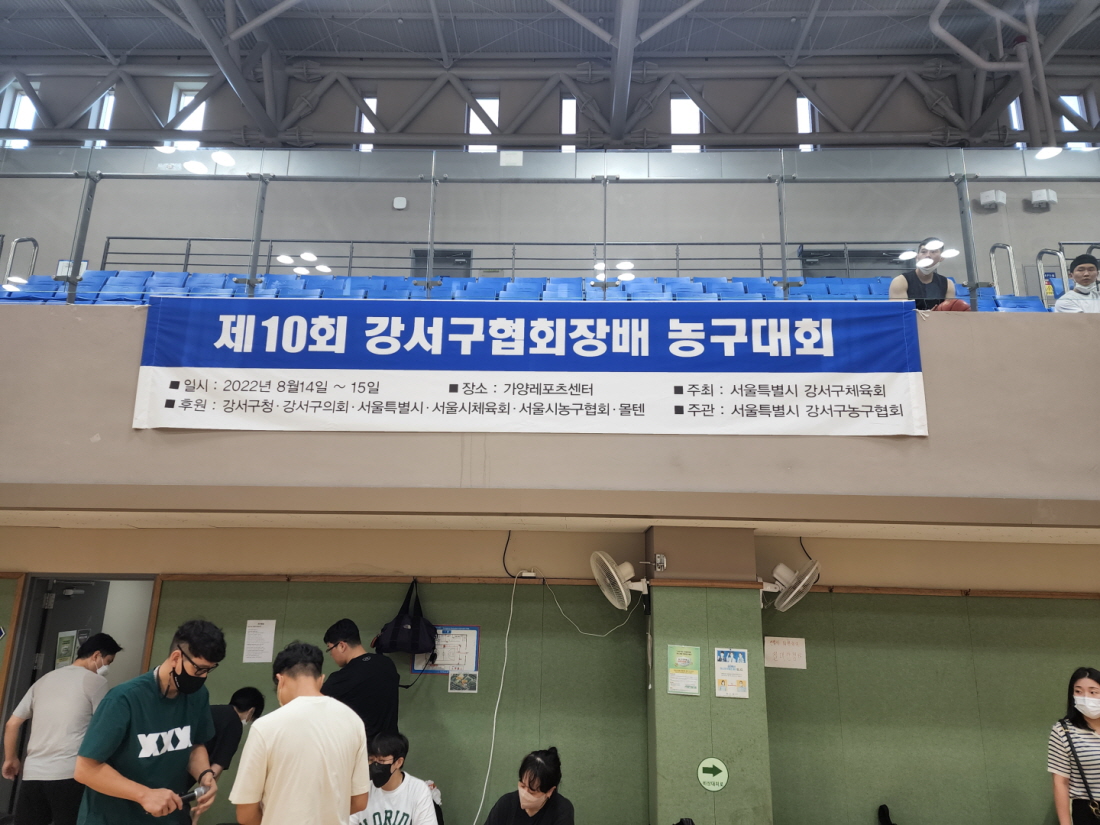 제10회 강서구협회장배 농구대회
■ 일시 : 2022년 8월14일 ~ 15일 ■ 장소 : 가양레포츠센터 ■ 주최 : 서울특별시 강서구체육회
■ 후원 : 강서구청·강서구의회·서울특별시·서울시체육회·서울시농구협회·몰텐 ■ 주관 : 서울특별시 강서구농구협회
XXX